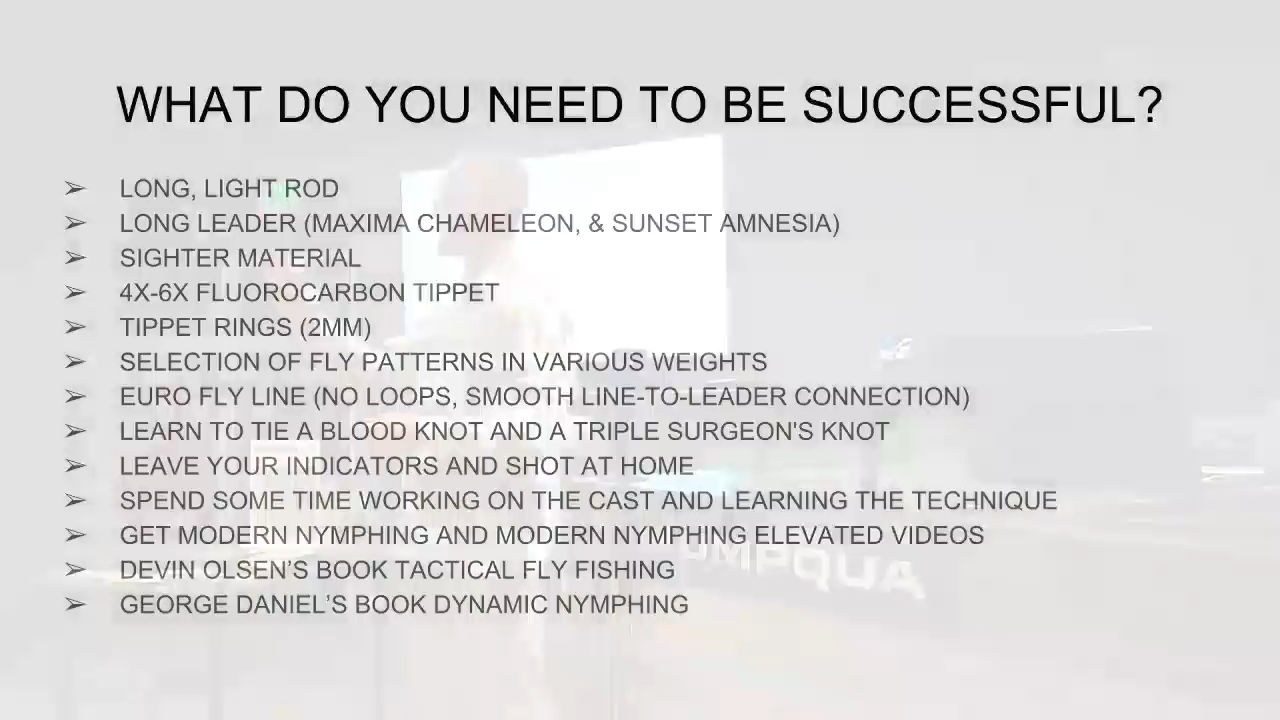 WHAT DO YOU NEED TO BE SUCCESSFUL?
➢ LONG, LIGHT ROD
➢ LONG LEADER (MAXIMA CHAMELEON, & SUNSET AMNESIA)
➢ SIGHTER MATERIAL
➢ 4X-6X FLUOROCARBON TIPPET
➢ TIPPET RINGS (2MM)
➢ SELECTION OF FLY PATTERNS IN VARIOUS WEIGHTS
➢ EURO FLY LINE (NO LOOPS, SMOOTH LINE-TO-LEADER CONNECTION)
➢ LEARN TO TIE A BLOOD KNOT AND A TRIPLE SURGEON'S KNOT
➢ LEAVE YOUR INDICATORS AND SHOT AT HOME
➢ SPEND SOME TIME WORKING ON THE CAST AND LEARNING THE TECHNIQUE
➢ GET MODERN NYMPHING AND MODERN NYMPHING ELEVATED VIDEOS
➢ DEVIN OLSEN’S BOOK TACTICAL FLY FISHING
UMPQUA
➢ GEORGE DANIEL’S BOOK DYNAMIC NYMPHING